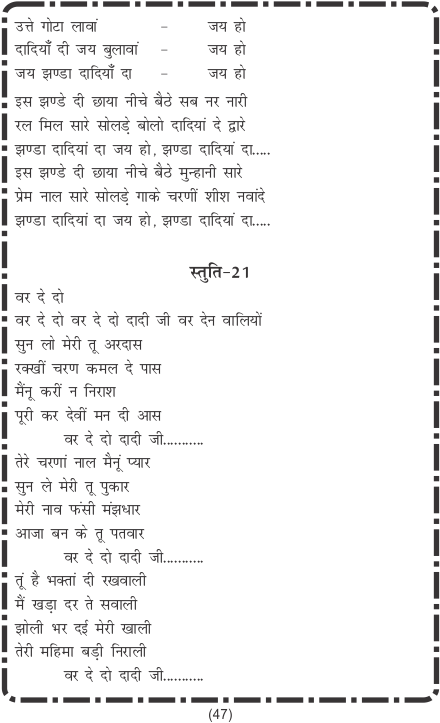 उत्ते गोटा लावां – जय हो
दादियाँ दी जय बुलावां – जय हो
जय झण्डा दादियाँ दा – जय हो
इस झण्डे दी छाया नीचे बैठे सब नर नारी
रल मिल सारे सोलड़े बोलो दादियां दे द्वारे
झण्डा दादियां दा जय हो, झण्डा दादियां दा.....
इस झण्डे दी छाया नीचे बैठे मुन्हानी सारे
प्रेम नाल सारे सोलड़े गाके चरणीं शीश नवांदे
झण्डा दादियां दा जय हो, झण्डा दादियां दा.....
स्तुति-21
वर दे दो
वर दे दो वर दे दो दादी जी वर देन वालियों
सुन लो मेरी तू अरदास
रक्खीं चरण कमल दे पास
मैंनू करीं न निराश
पूरी कर देवीं मन दी आस
वर दे दो दादी जी...........
तेरे चरणां नाल मैनूं प्यार
सुन ले मेरी तू पुकार
मेरी नाव फंसी मंझधार
आजा बन के तू पतवार
वर दे दो दादी जी...........
तूं है भक्तां दी रखवाली
मैं खड़ा दर ते सवाली
झोली भर दई मेरी खाली
तेरी महिमा बड़ी निराली
वर दे दो दादी जी...........
(47)